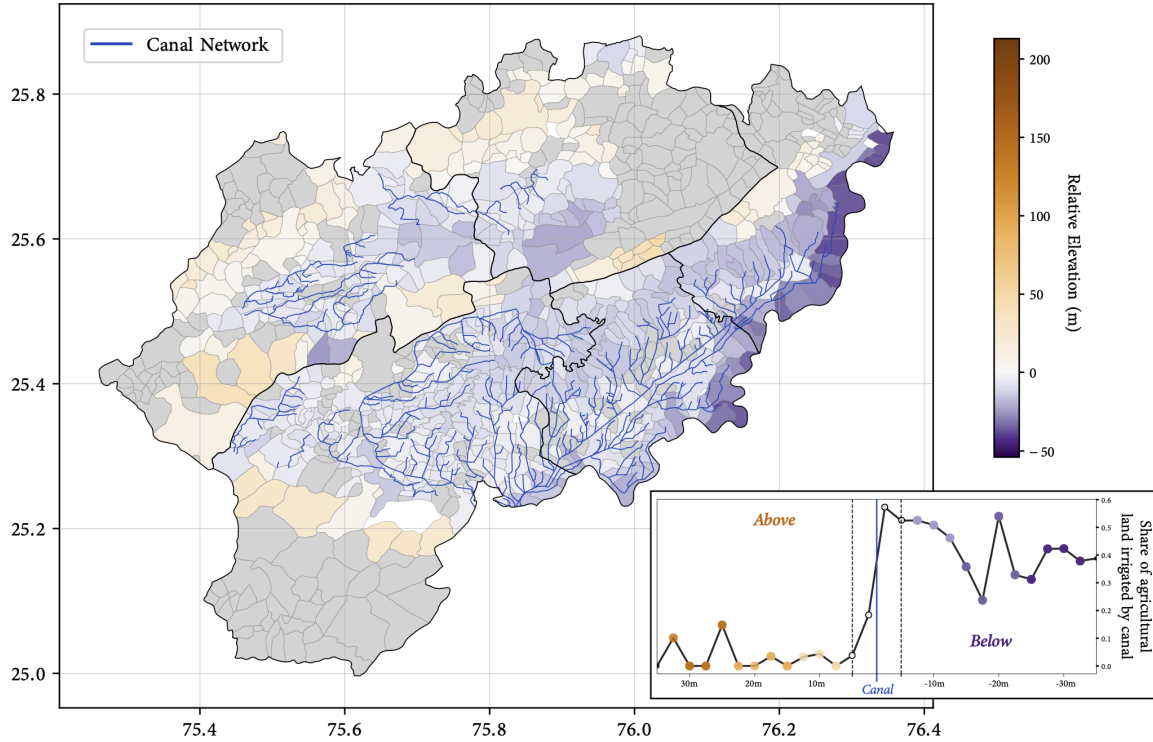 Canal Network
25.8
25.6
25.4
25.2
25.0
75.4
75.6
75.8
76.0
76.2
76.4
200
150
100
50
0
−50
Relative Elevation (m)
Above
Below
Canal
30m
20m
10m
-10m
-20m
-30m
0.6
0.5
0.4
0.3
0.2
0.1
0.0
Share of agricultural
land irrigated by canal